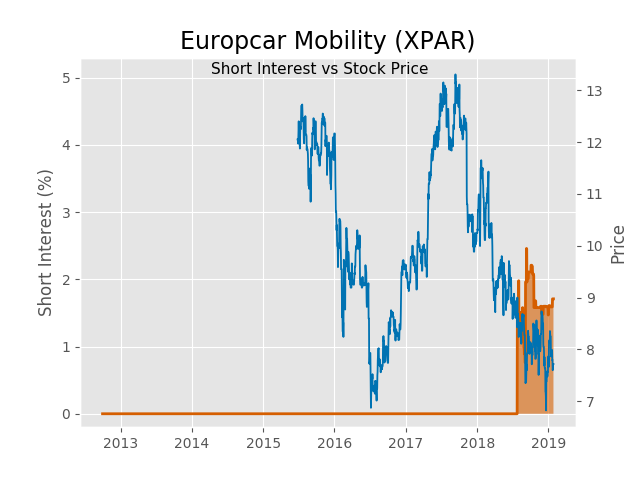 Europcar Mobility (XPAR)
Short Interest vs Stock Price
Short Interest (%)
5
4
3
2
1
0
13
12
11
10
9
8
7
Price
2013 2014 2015 2016 2017 2018 2019